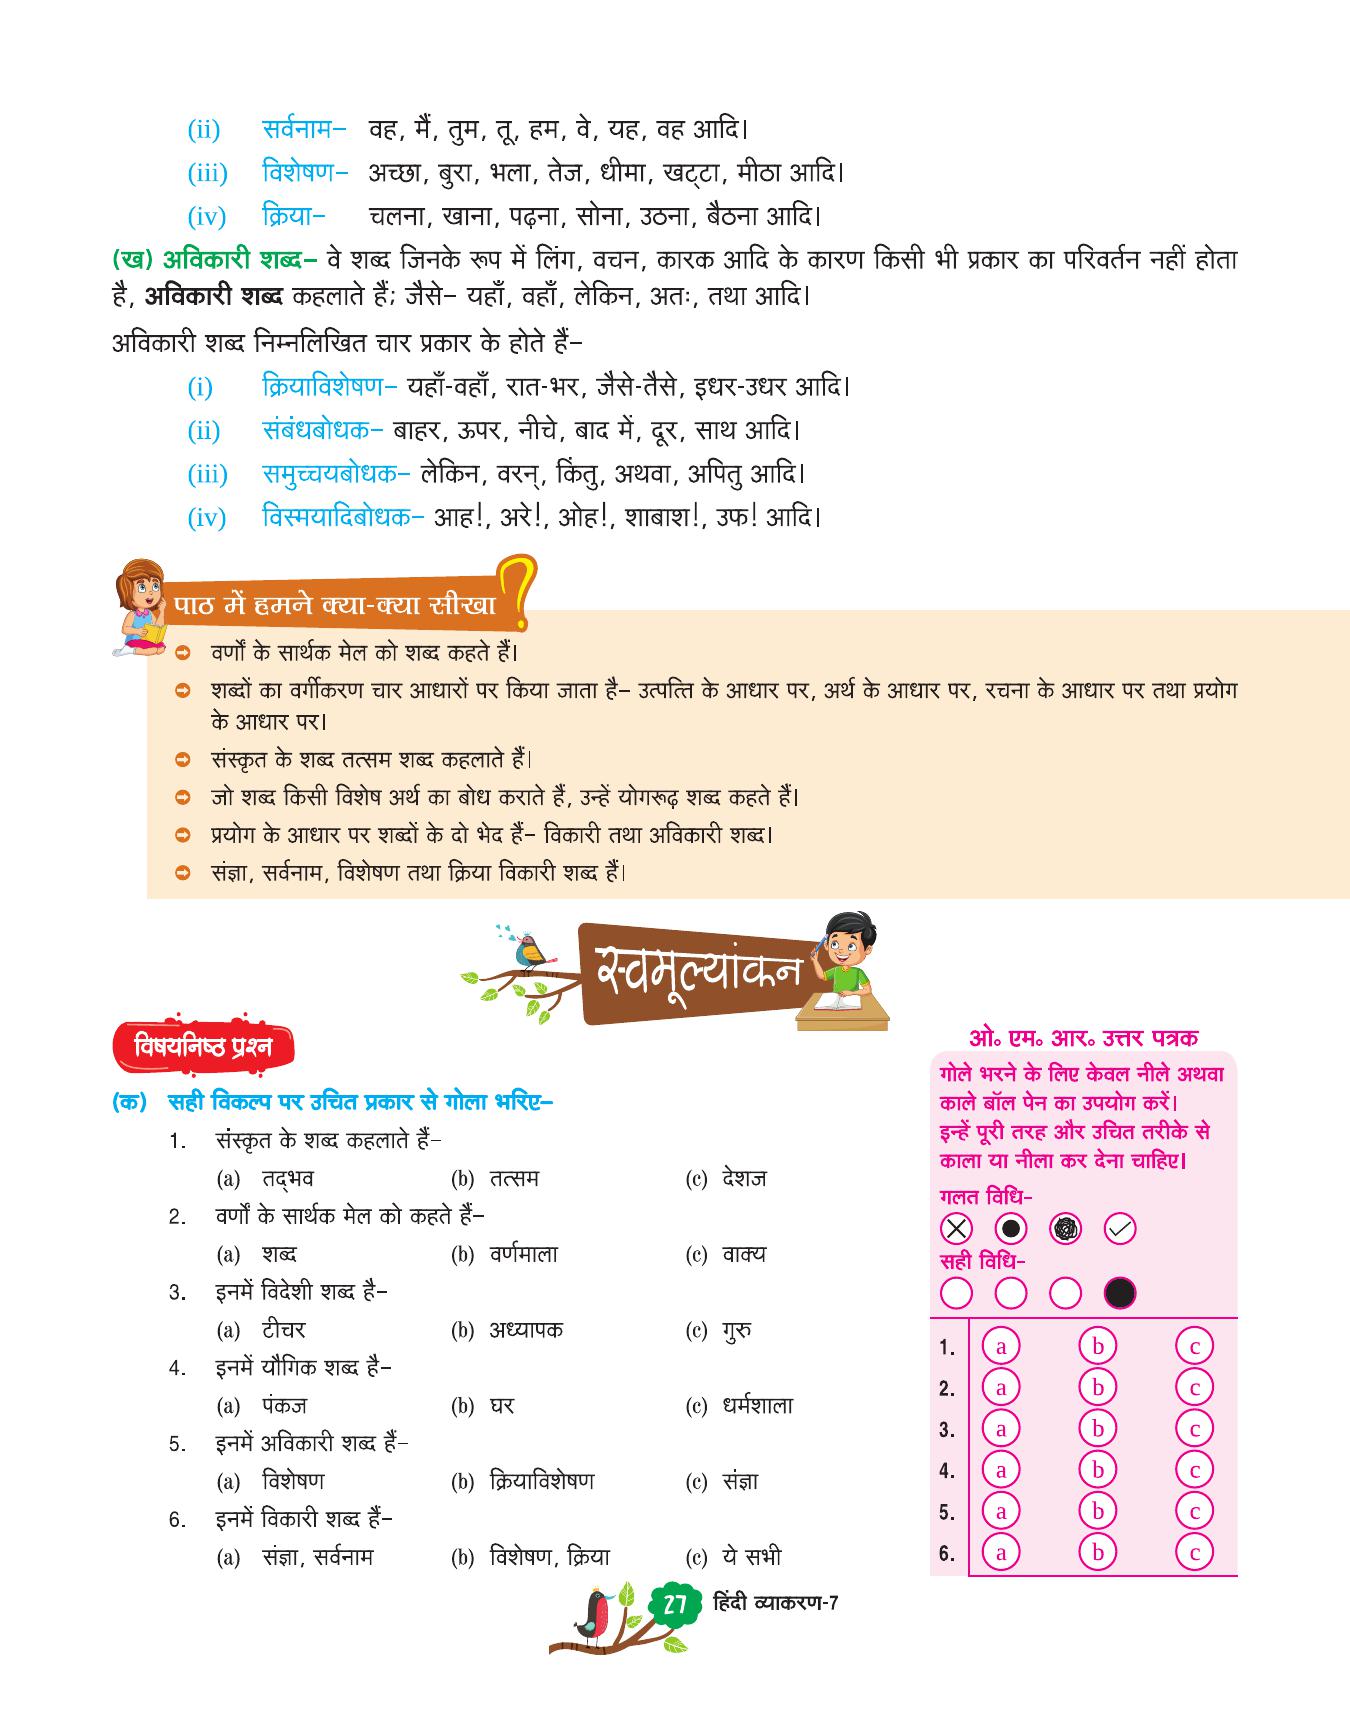 (ii) सर्वनाम– वह, मैं, तुम, तू, हम, वे, यह, वह आदि।
(iii) विशेषण– अच्छा, बुरा, भला, तेज, धीमा, खट्‌टा, मीठा आदि।
(iv) क्रिया– चलना, खाना, पढ़ना, सोना, उठना, बैठना आदि।
(ख) अविकारी शब्द– वे शब्द जिनके रूप में लिंग, वचन, कारक आदि के कारण किसी भी प्रकार का परिवर्तन नहीं होता
है, अविकारी शब्द कहलाते हैं; जैसे– यहाँ, वहाँ, लेकिन, अतः, तथा आदि।
अविकारी शब्द निम्नलिखित चार प्रकार के होते हैं–
(i) क्रियाविशेषण– यहाँ-वहाँ, रात-भर, जैसे-तैसे, इधर-उधर आदि।
(ii) संबंधबोधक– बाहर, ऊपर, नीचे, बाद में, दूर, साथ आदि।
(iii) समुच्चयबोधक– लेकिन, वरन्, किंतु, अथवा, अपितु आदि।
(iv) विस्मयादिबोधक– आह!, अरे!, ओह!, शाबाश!, उफ! आदि।
पाठ में हमने क्या-क्या सीखा ?
वर्णों के सार्थक मेल को शब्द कहते हैं।
शब्दों का वर्गीकरण चार आधारों पर किया जाता है– उत्पत्ति के आधार पर, अर्थ के आधार पर, रचना के आधार पर तथा प्रयोग
के आधार पर।
संस्कृत के शब्द तत्सम शब्द कहलाते हैं।
जो शब्द किसी विशेष अर्थ का बोध कराते हैं, उन्हें योगरूढ़ शब्द कहते हैं।
प्रयोग के आधार पर शब्दों के दो भेद हैं– विकारी तथा अविकारी शब्द।
संज्ञा, सर्वनाम, विशेषण तथा क्रिया विकारी शब्द हैं।
स्वमूल्यांकन
विषयनिष्ठ प्रश्न
(क) सही विकल्प पर उचित प्रकार से गोला भरिए–
1. संस्कृत के शब्द कहलाते हैं–
(a) तद्‌भव (b) तत्सम (c) देशज
2. वर्णों के सार्थक मेल को कहते हैं–
(a) शब्द (b) वर्णमाला (c) वाक्य
3. इनमें विदेशी शब्द है–
(a) टीचर (b) अध्यापक (c) गुरु
4. इनमें यौगिक शब्द है–
(a) पंकज (b) घर (c) धर्मशाला
5. इनमें अविकारी शब्द हैं–
(a) विशेषण (b) क्रियाविशेषण (c) संज्ञा
6. इनमें विकारी शब्द हैं–
(a) संज्ञा, सर्वनाम (b) विशेषण, क्रिया (c) ये सभी
ओ॰ एम॰ आर॰ उत्तर पत्रक
गोले भरने के लिए केवल नीले अथवा
काले बॉल पेन का उपयोग करें।
इन्हें पूरी तरह और उचित तरीके से
काला या नीला कर देना चाहिए।
गलत विधि–
सही विधि–
1. a b c
2. a b c
3. a b c
4. a b c
5. a b c
6. a b c
27 हिंदी व्याकरण-7